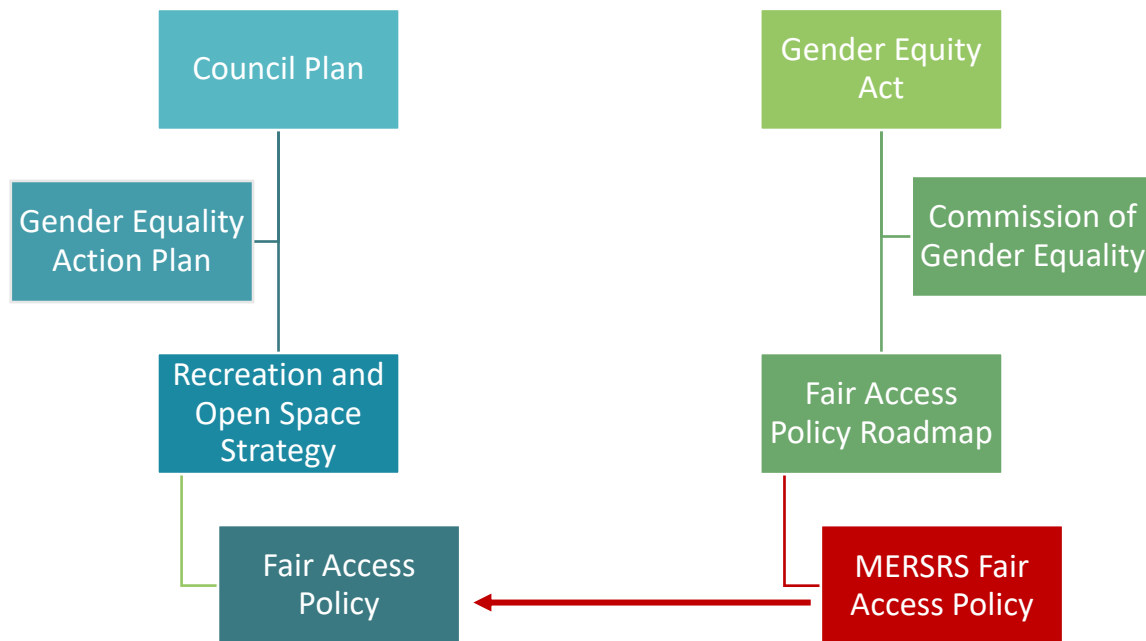 Council Plan
Gender Equity
Act
Gender Equality
Action Plan
Commission of
Gender Equality
Recreation and
Open Space
Strategy
Fair Access
Policy Roadmap
Fair Access
Policy
MERSRS Fair
Access Policy